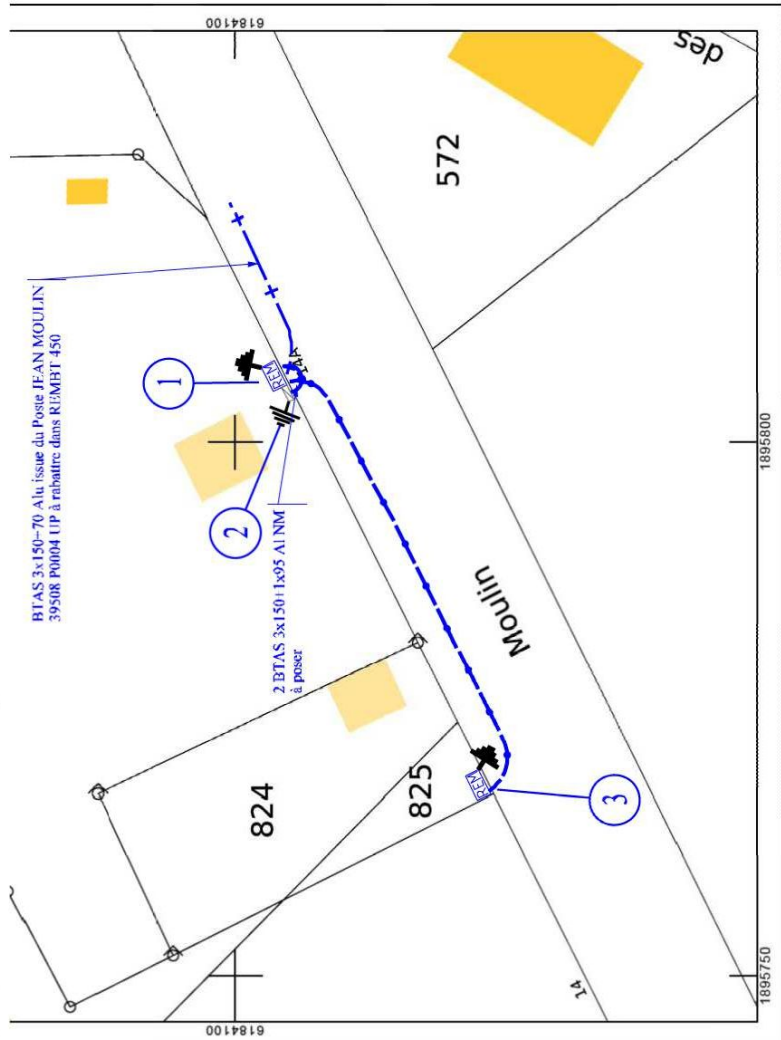 6184100
des
572
BTAS 3x150-70 Alu issue du Poste JEAN MOULIN
39508 P0004 UP à rabattre dans REMBT 450
1
REM
14A
2
2 BTAS 3x150+1x95 Al NM
à poser
1895800
Moulin
824
825
REM
3
14
1895750
6184100